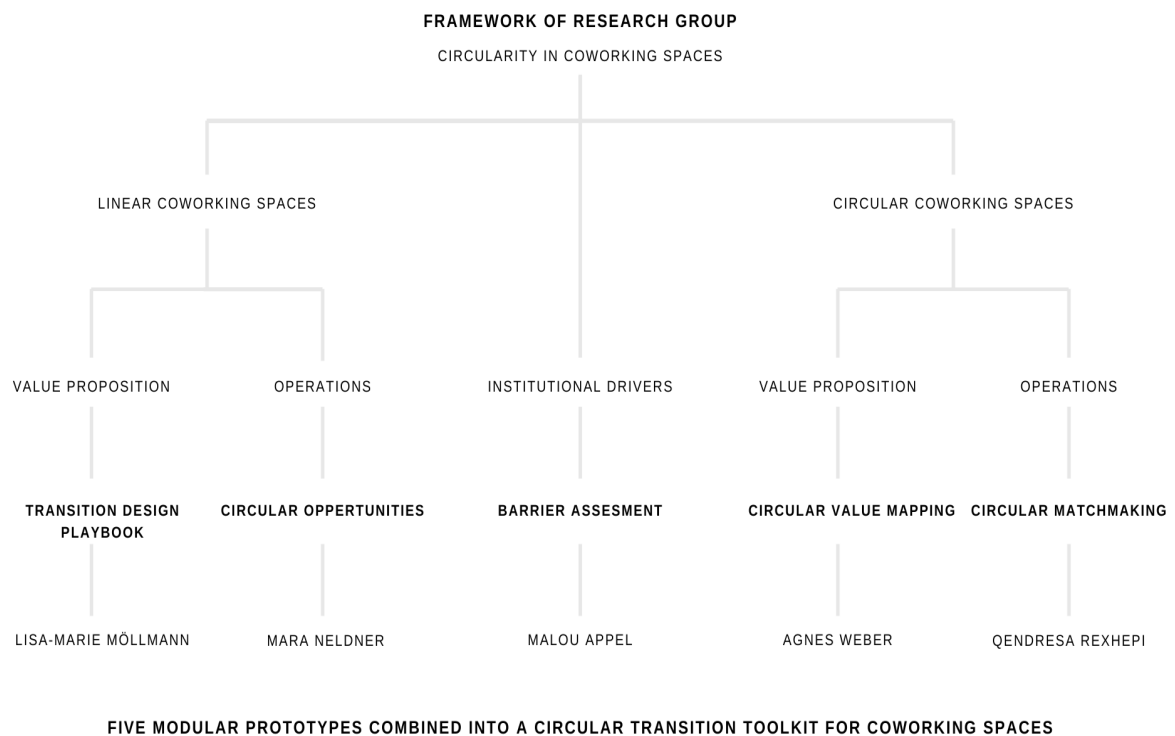 FRAMEWORK OF RESEARCH GROUP
CIRCULARITY IN COWORKING SPACES
LINEAR COWORKING SPACES
CIRCULAR COWORKING SPACES
VALUE PROPOSITION
OPERATIONS
INSTITUTIONAL DRIVERS
VALUE PROPOSITION
OPERATIONS
TRANSITION DESIGN
PLAYBOOK
CIRCULAR OPPERTUNITIES
BARRIER ASSESMENT
CIRCULAR VALUE MAPPING
CIRCULAR MATCHMAKING
LISA-MARIE MÖLLMANN
MARA NELDNER
MALOU APPEL
AGNES WEBER
QENDRESA REXHEPI
FIVE MODULAR PROTOTYPES COMBINED INTO A CIRCULAR TRANSITION TOOLKIT FOR COWORKING SPACES